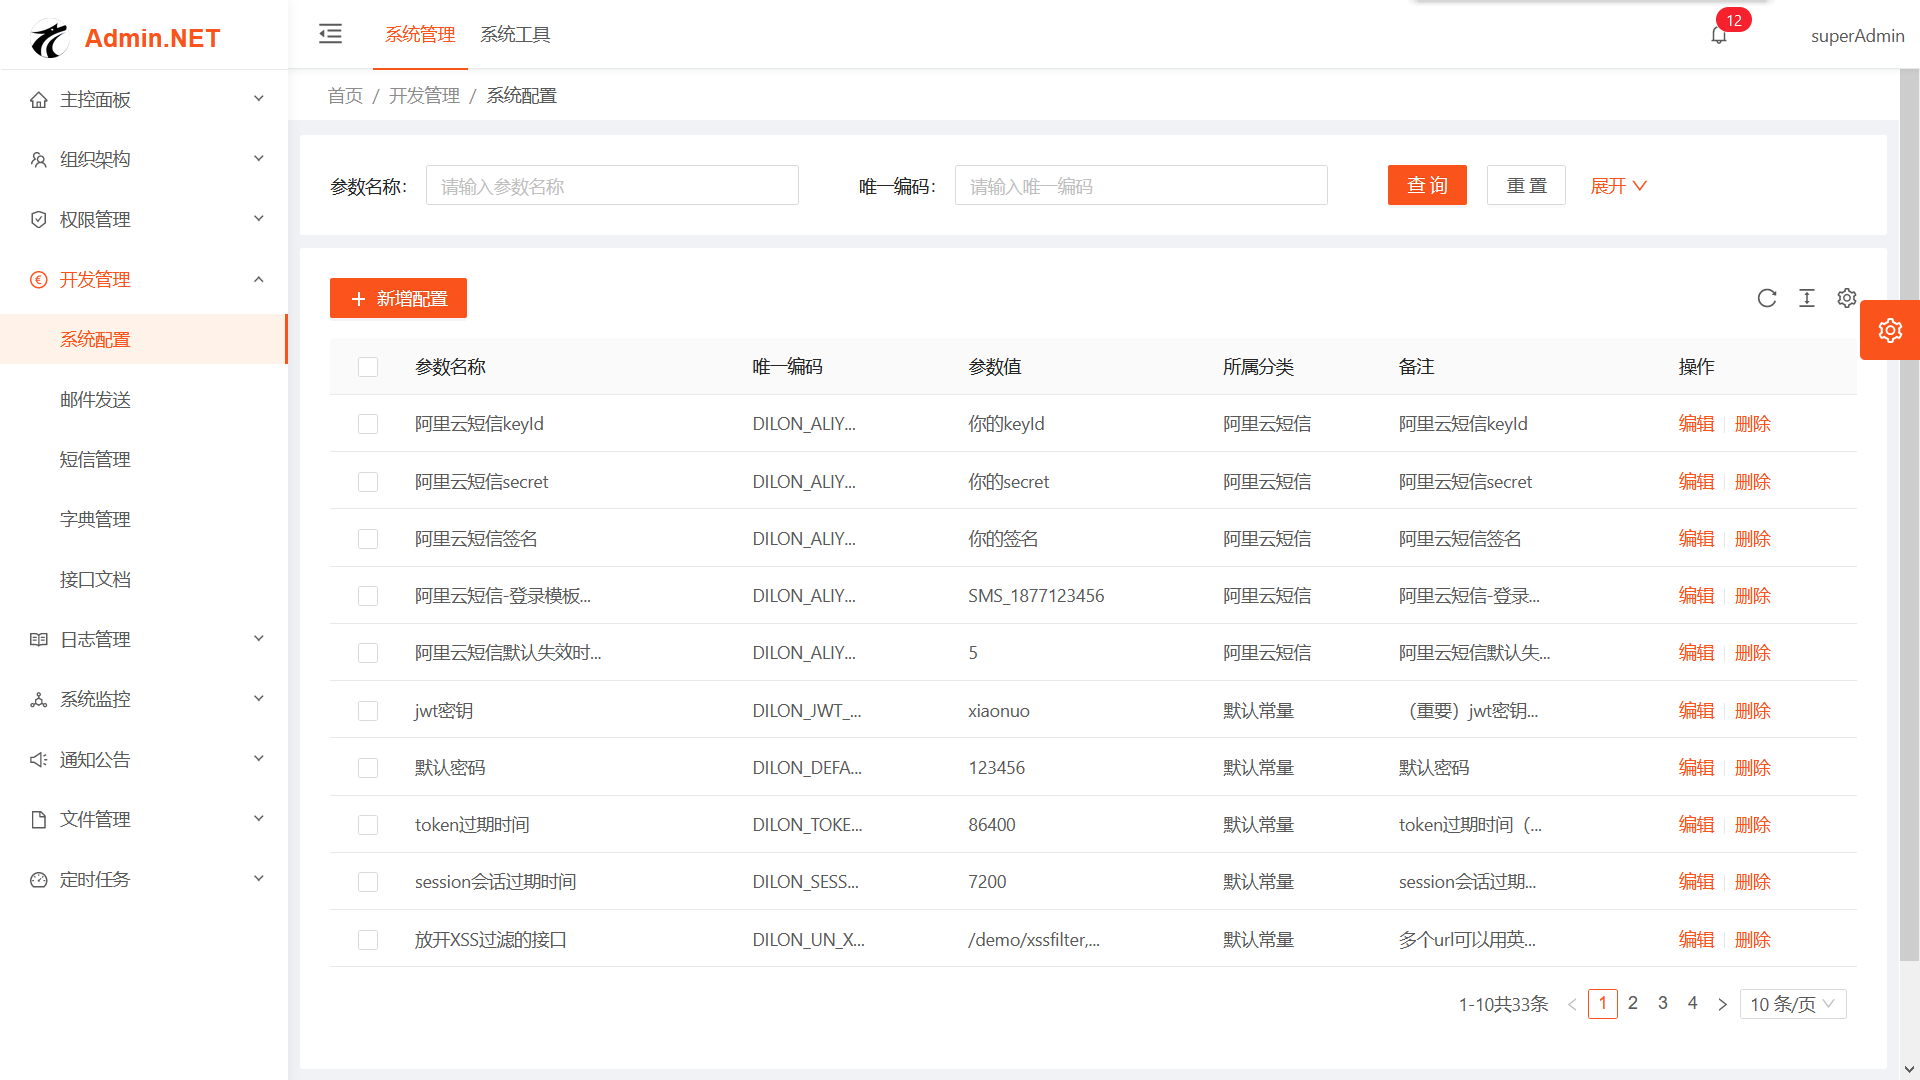 Admin.NET
系统管理 系统工具
12
superAdmin
主控面板
组织架构
权限管理
开发管理
系统配置
邮件发送
短信管理
字典管理
接口文档
日志管理
系统监控
通知公告
文件管理
定时任务
首页 / 开发管理 / 系统配置
参数名称: 请输入参数名称 唯一编码: 请输入唯一编码 查 询 重 置 展开
新增配置
参数名称 唯一编码 参数值 所属分类 备注 操作
阿里云短信keyId DILON_ALIY... 你的keyId 阿里云短信 阿里云短信keyId 编辑 删除
阿里云短信secret DILON_ALIY... 你的secret 阿里云短信 阿里云短信secret 编辑 删除
阿里云短信签名 DILON_ALIY... 你的签名 阿里云短信 阿里云短信签名 编辑 删除
阿里云短信-登录模板... DILON_ALIY... SMS_1877123456 阿里云短信 阿里云短信-登录... 编辑 删除
阿里云短信默认失效时... DILON_ALIY... 5 阿里云短信 阿里云短信默认失... 编辑 删除
jwt密钥 DILON_JWT_... xiaonuo 默认常量 （重要）jwt密钥... 编辑 删除
默认密码 DILON_DEFA... 123456 默认常量 默认密码 编辑 删除
token过期时间 DILON_TOKE... 86400 默认常量 token过期时间（... 编辑 删除
session会话过期时间 DILON_SESS... 7200 默认常量 session会话过期... 编辑 删除
放开XSS过滤的接口 DILON_UN_X... /demo/xssfilter,... 默认常量 多个url可以用英... 编辑 删除
1-10共33条 < 1 2 3 4 > 10 条/页